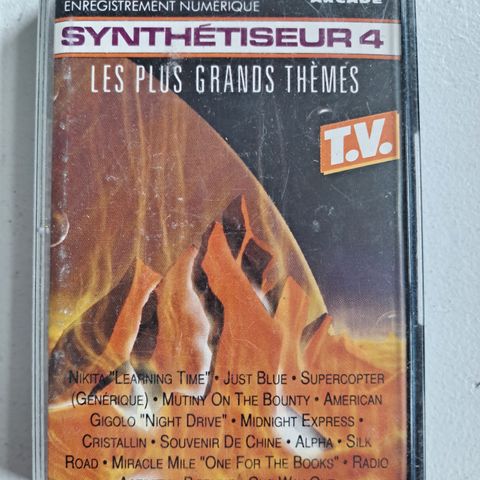 ENREGISTREMENT NUMÉRIQUE
ARCADE
SYNTHÉTISEUR 4
LES PLUS GRANDS THÈMES
T.V.
NIKITA "LEARNING TIME" • JUST BLUE • SUPERCOPTER
(GÉNÉRIQUE) • MUTINY ON THE BOUNTY • AMERICAN
GIGOLO "NIGHT DRIVE" • MIDNIGHT EXPRESS •
CRISTALLIN • SOUVENIR DE CHINE • ALPHA • SILK
ROAD • MIRACLE MILE "ONE FOR THE BOOKS" • RADIO